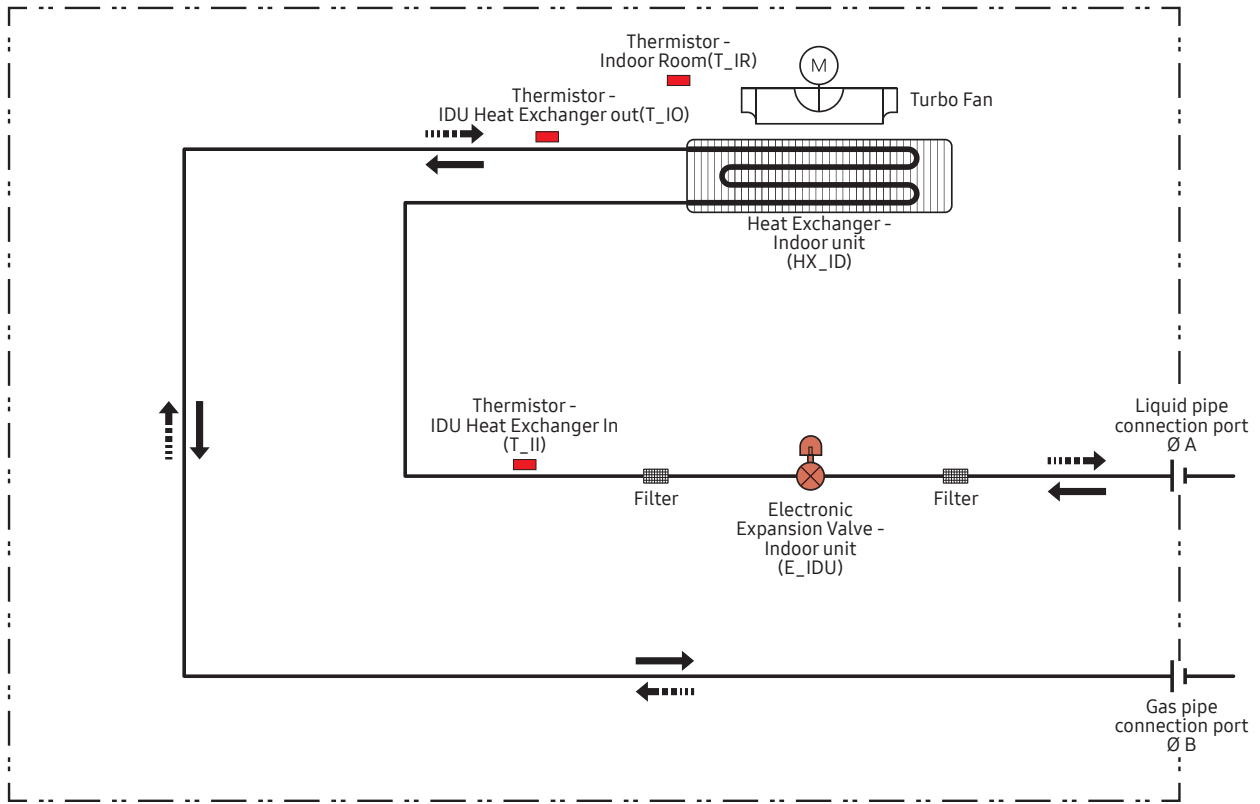 Thermistor -
Indoor Room(T_IR)
M
Turbo Fan
Thermistor -
IDU Heat Exchanger out(T_IO)
Heat Exchanger -
Indoor unit
(HX_ID)
Thermistor -
IDU Heat Exchanger In
(T_II)
Filter
Electronic
Expansion Valve -
Indoor unit
(E_IDU)
Filter
Liquid pipe
connection port
Ø A
Gas pipe
connection port
Ø B